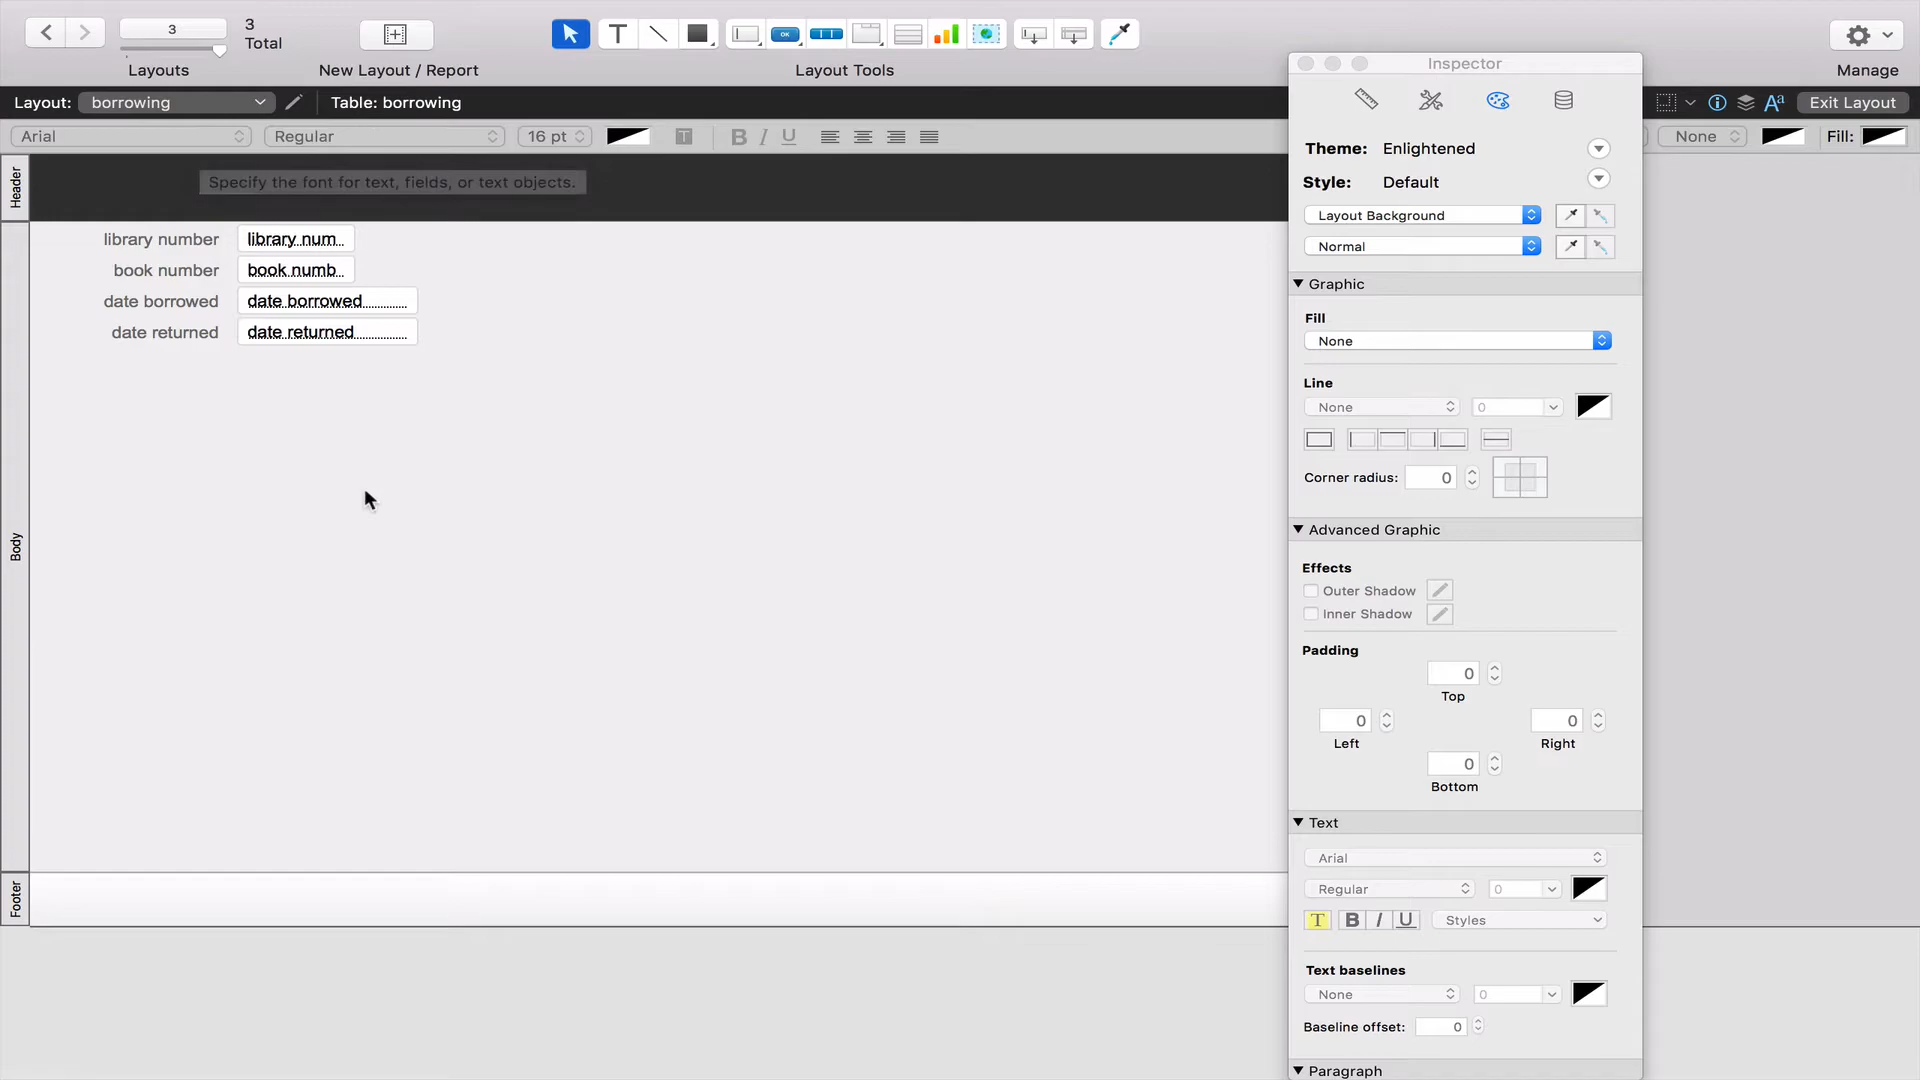 3
3
Total
OK
Layouts
New Layout / Report
Layout Tools
Manage
Inspector
Layout: borrowing
Table: borrowing
Aa
Exit Layout
Arial
Regular
16 pt
T
B I U
None
Fill:
Header
Specify the font for text, fields, or text objects.
Theme: Enlightened
Style: Default
Layout Background
Normal
library number
library num
book number
book numb
date borrowed
date borrowed
date returned
date returned
Body
Footer
Graphic
Fill
None
Line
None
0
Corner radius: 0
Advanced Graphic
Effects
Outer Shadow
Inner Shadow
Padding
0
Top
0
Left
0
Right
0
Bottom
Text
Arial
Regular
0
T B I U Styles
Text baselines
None
0
Baseline offset: 0
Paragraph